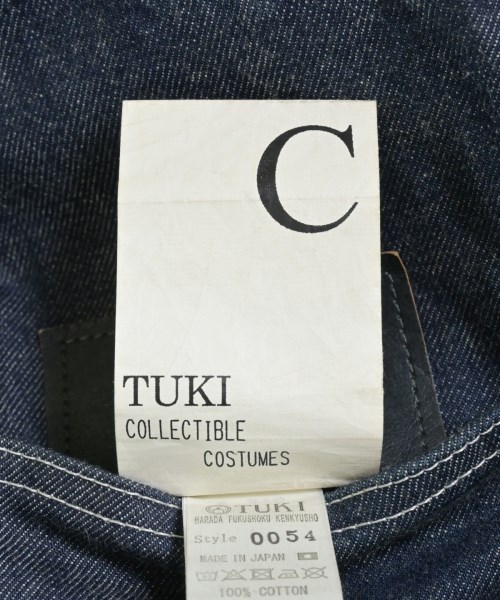 C
TUKI
COLLECTIBLE
COSTUMES
TUKI
HARADA FUKUSHOKU KENKYUSHO
Style 0054
MADE IN JAPAN
100% COTTON